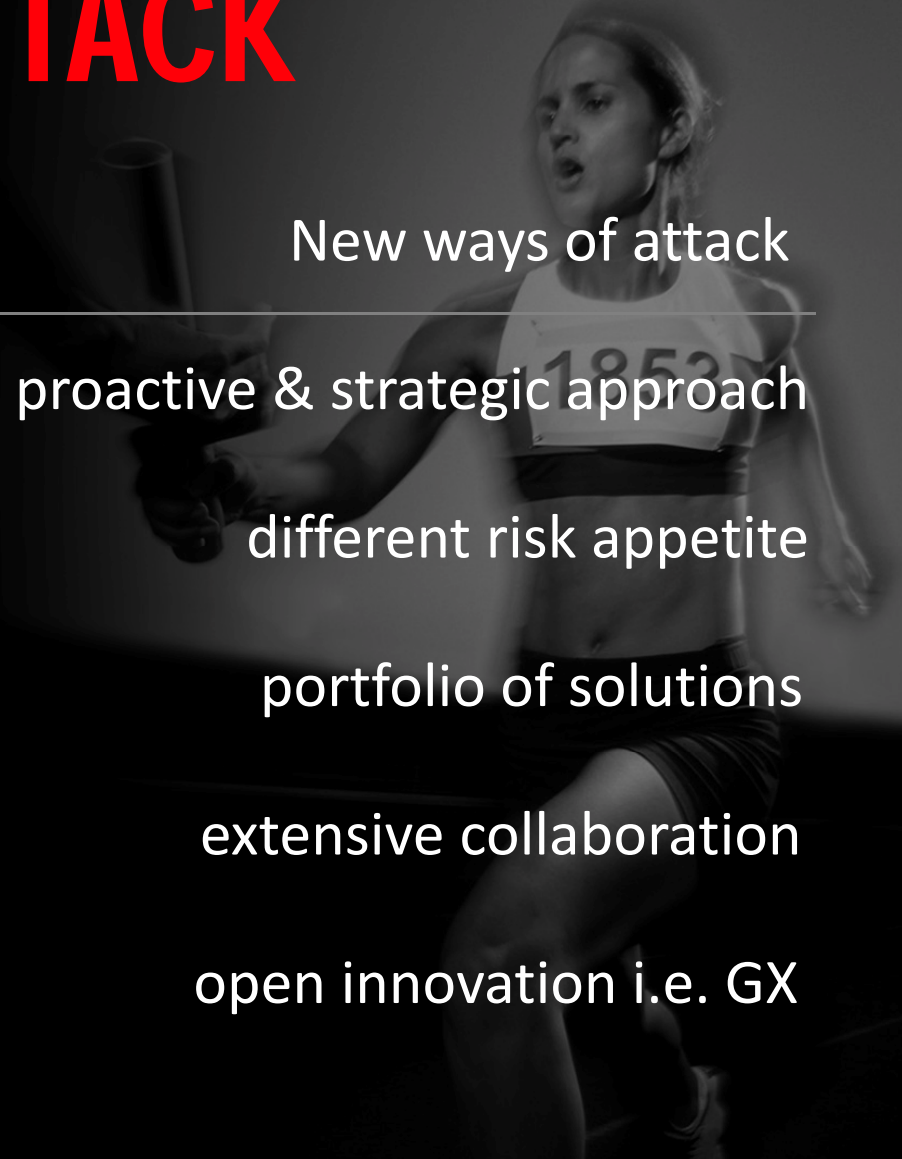 TACK
New ways of attack
proactive & strategic approach
1853
different risk appetite
portfolio of solutions
extensive collaboration
open innovation i.e. GX